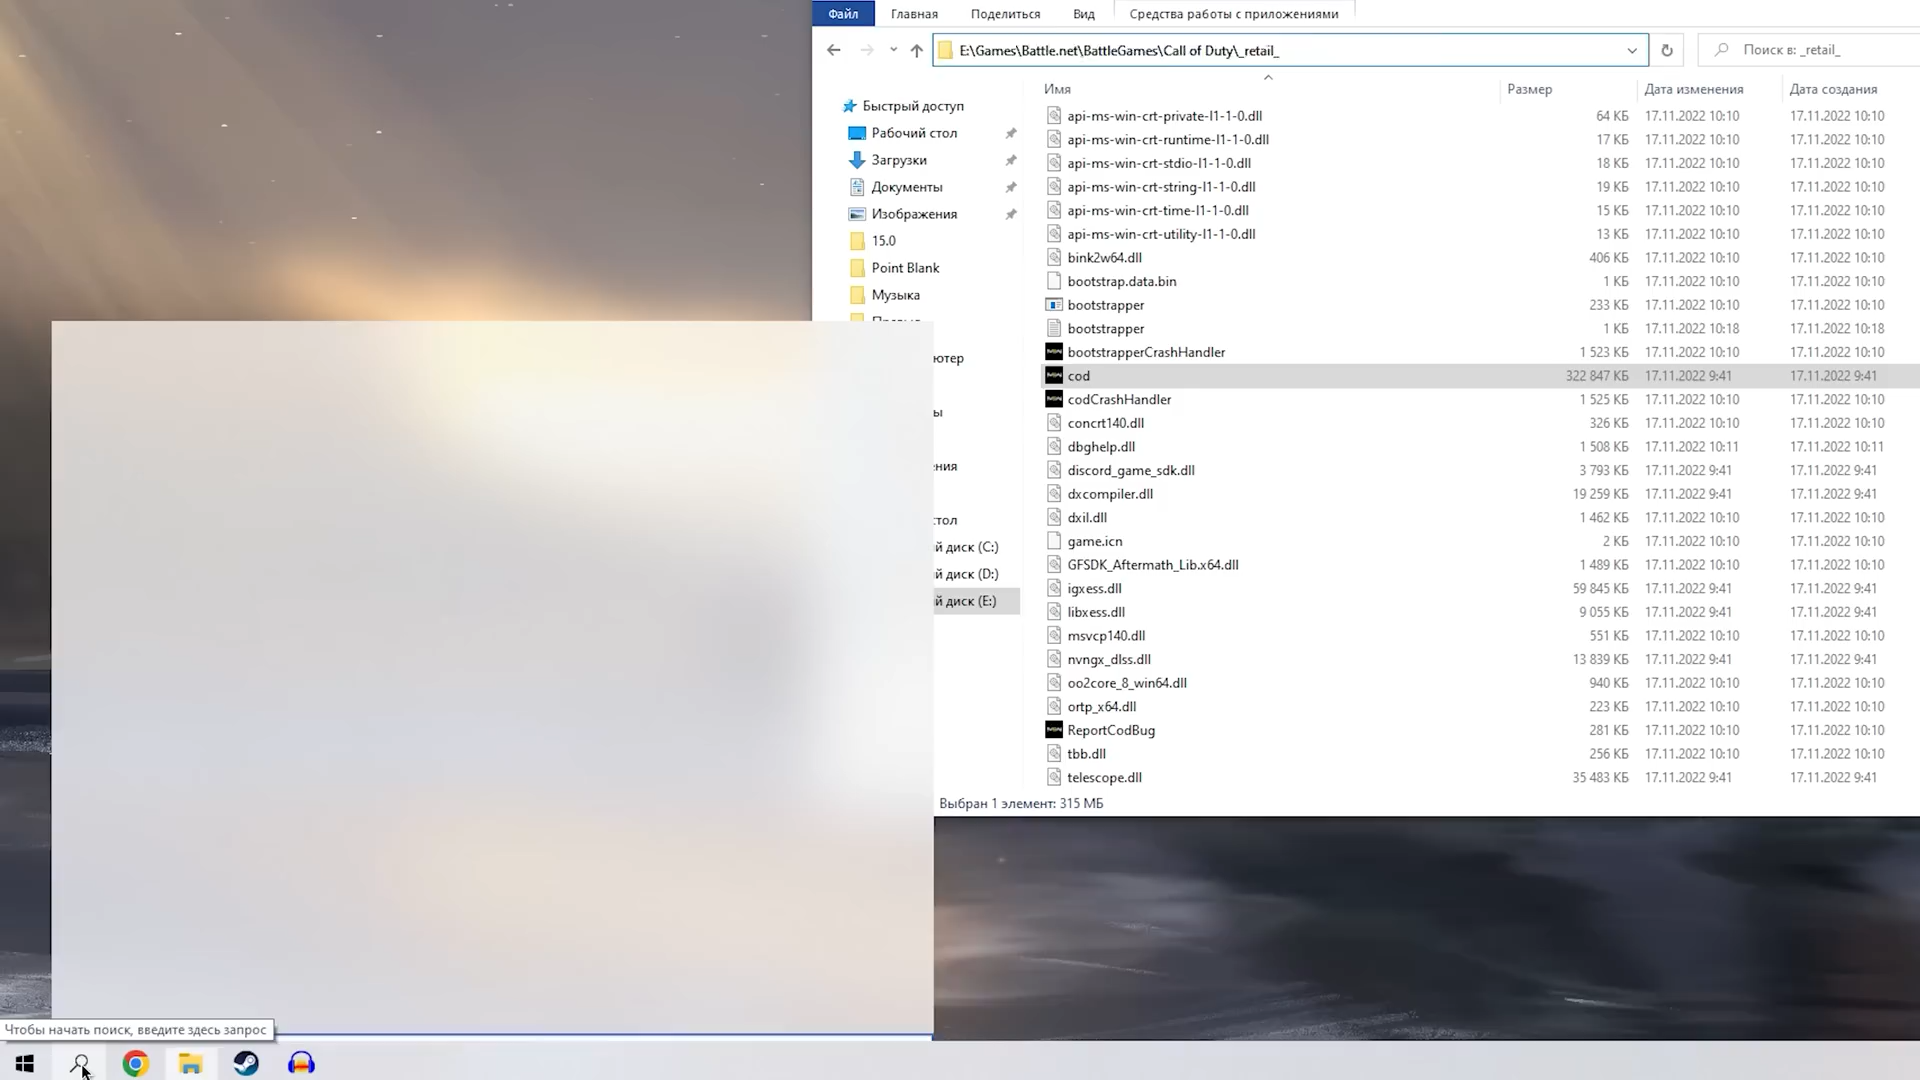 Файл Главная Поделиться Вид Средства работы с приложениями
E:\Games\Battle.net\BattleGames\Call of Duty\_retail_ Поиск в: _retail_
Имя Размер Дата изменения Дата создания
Быстрый доступ
Рабочий стол
Загрузки
Документы
Изображения
15.0
Point Blank
Музыка
ютер
ы
ния
тол
й диск (C:)
й диск (D:)
й диск (E:)
api-ms-win-crt-private-l1-1-0.dll 64 КБ 17.11.2022 10:10 17.11.2022 10:10
api-ms-win-crt-runtime-l1-1-0.dll 17 КБ 17.11.2022 10:10 17.11.2022 10:10
api-ms-win-crt-stdio-l1-1-0.dll 18 КБ 17.11.2022 10:10 17.11.2022 10:10
api-ms-win-crt-string-l1-1-0.dll 19 КБ 17.11.2022 10:10 17.11.2022 10:10
api-ms-win-crt-time-l1-1-0.dll 15 КБ 17.11.2022 10:10 17.11.2022 10:10
api-ms-win-crt-utility-l1-1-0.dll 13 КБ 17.11.2022 10:10 17.11.2022 10:10
bink2w64.dll 406 КБ 17.11.2022 10:10 17.11.2022 10:10
bootstrap.data.bin 1 КБ 17.11.2022 10:10 17.11.2022 10:10
bootstrapper 233 КБ 17.11.2022 10:10 17.11.2022 10:10
bootstrapper 1 КБ 17.11.2022 10:18 17.11.2022 10:18
bootstrapperCrashHandler 1 523 КБ 17.11.2022 10:10 17.11.2022 10:10
cod 322 847 КБ 17.11.2022 9:41 17.11.2022 9:41
codCrashHandler 1 525 КБ 17.11.2022 10:10 17.11.2022 10:10
concrt140.dll 326 КБ 17.11.2022 10:10 17.11.2022 10:10
dbghelp.dll 1 508 КБ 17.11.2022 10:11 17.11.2022 10:11
discord_game_sdk.dll 3 793 КБ 17.11.2022 9:41 17.11.2022 9:41
dxcompiler.dll 19 259 КБ 17.11.2022 9:41 17.11.2022 9:41
dxil.dll 1 462 КБ 17.11.2022 10:10 17.11.2022 10:10
game.icn 2 КБ 17.11.2022 10:10 17.11.2022 10:10
GFSDK_Aftermath_Lib.x64.dll 1 489 КБ 17.11.2022 10:10 17.11.2022 10:10
igxess.dll 59 845 КБ 17.11.2022 9:41 17.11.2022 9:41
libxess.dll 9 055 КБ 17.11.2022 9:41 17.11.2022 9:41
msvcp140.dll 551 КБ 17.11.2022 10:10 17.11.2022 10:10
nvngx_dlss.dll 13 839 КБ 17.11.2022 9:41 17.11.2022 9:41
oo2core_8_win64.dll 940 КБ 17.11.2022 10:10 17.11.2022 10:10
ortp_x64.dll 223 КБ 17.11.2022 10:10 17.11.2022 10:10
ReportCodBug 281 КБ 17.11.2022 10:10 17.11.2022 10:10
tbb.dll 256 КБ 17.11.2022 10:10 17.11.2022 10:10
telescope.dll 35 483 КБ 17.11.2022 9:41 17.11.2022 9:41
Выбран 1 элемент: 315 МБ
Чтобы начать поиск, введите здесь запрос